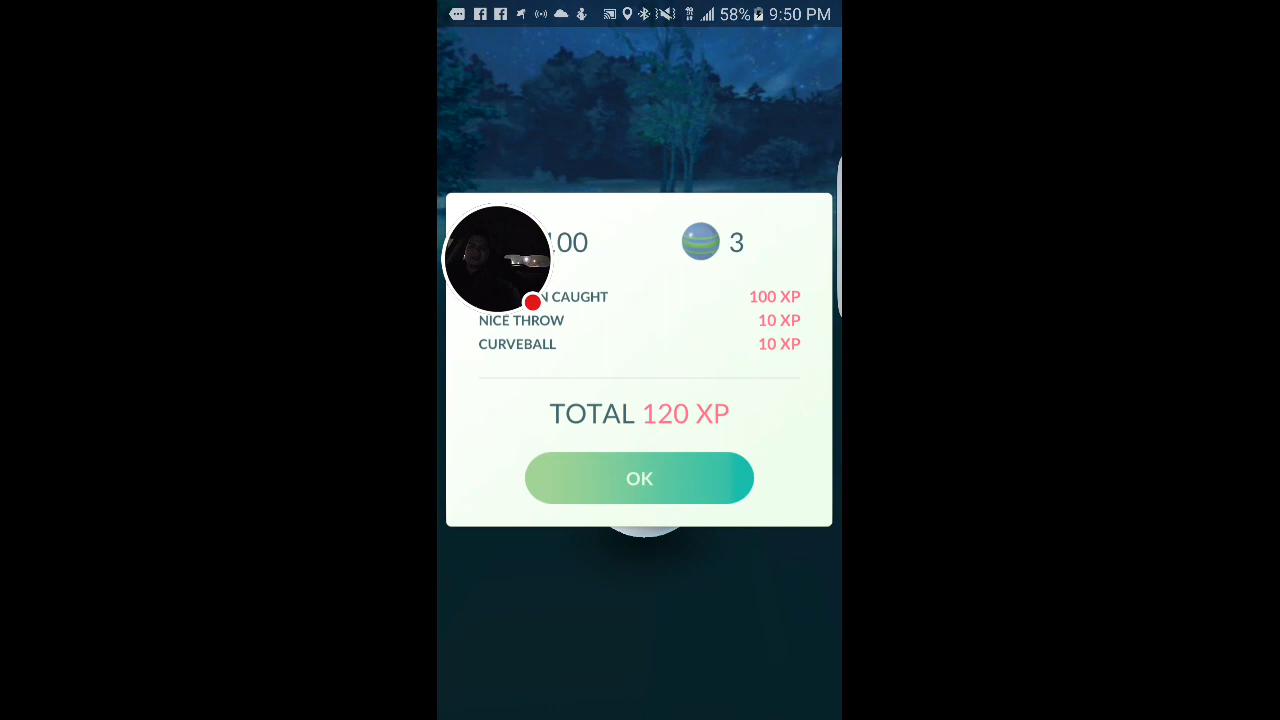 58% 9:50 PM
100 3
CAUGHT 100 XP
NICE THROW 10 XP
CURVEBALL 10 XP
TOTAL 120 XP
OK